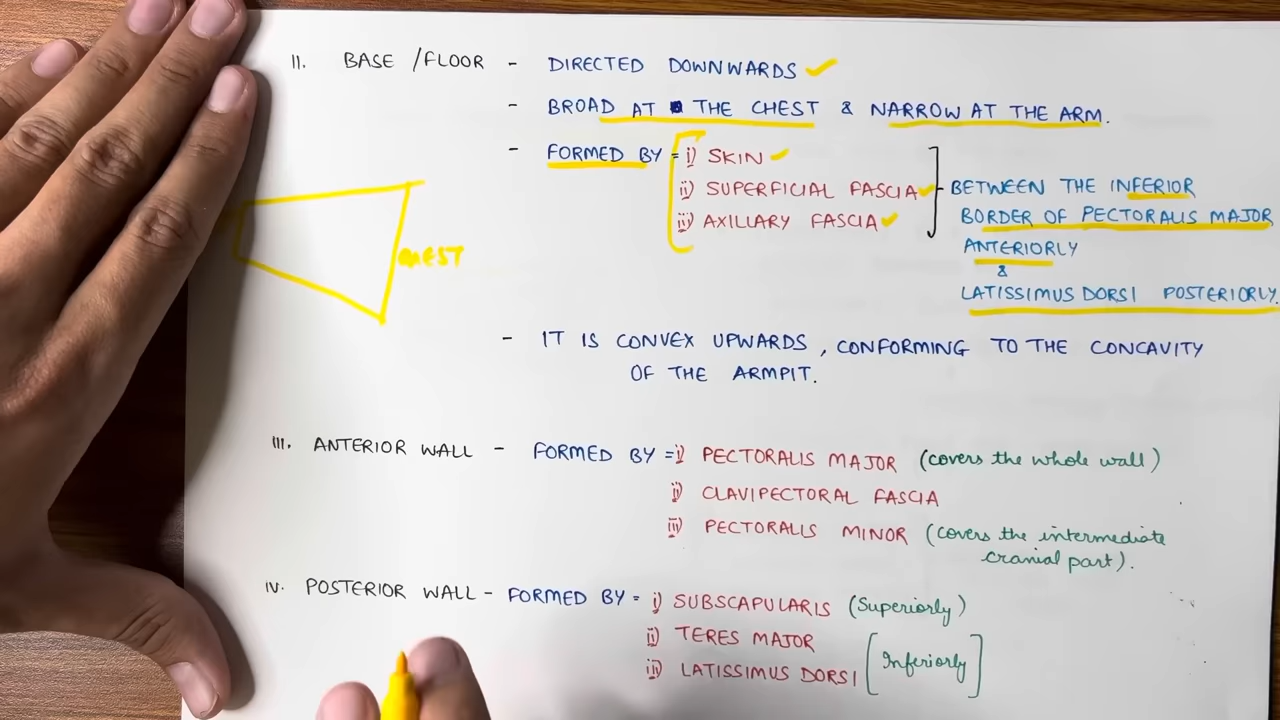 II. BASE /FLOOR - DIRECTED DOWNWARDS ✓
- BROAD AT THE CHEST & NARROW AT THE ARM.
- FORMED BY = i) SKIN ✓
ii) SUPERFICIAL FASCIA ✓
iii) AXILLARY FASCIA ✓
BETWEEN THE INFERIOR
BORDER OF PECTORALIS MAJOR
ANTERIORLY
&
LATISSIMUS DORSI POSTERIORLY.
CHEST
- IT IS CONVEX UPWARDS, CONFORMING TO THE CONCAVITY
OF THE ARMPIT.
III. ANTERIOR WALL - FORMED BY = i) PECTORALIS MAJOR (covers the whole wall)
ii) CLAVIPECTORAL FASCIA
iii) PECTORALIS MINOR (covers the intermediate
cranial part).
IV. POSTERIOR WALL - FORMED BY = i) SUBSCAPULARIS (Superiorly)
ii) TERES MAJOR
iii) LATISSIMUS DORSI [Inferiorly]